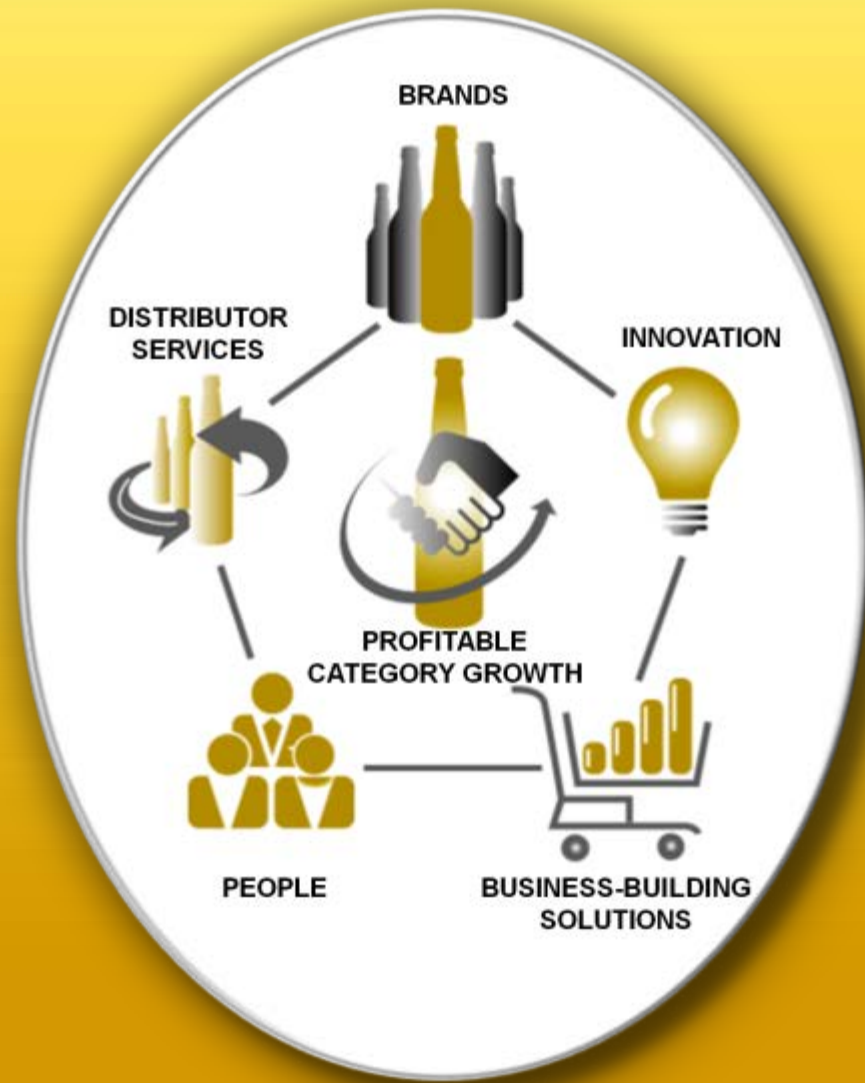 BRANDS
DISTRIBUTOR
SERVICES
INNOVATION
PROFITABLE
CATEGORY GROWTH
PEOPLE
BUSINESS-BUILDING
SOLUTIONS